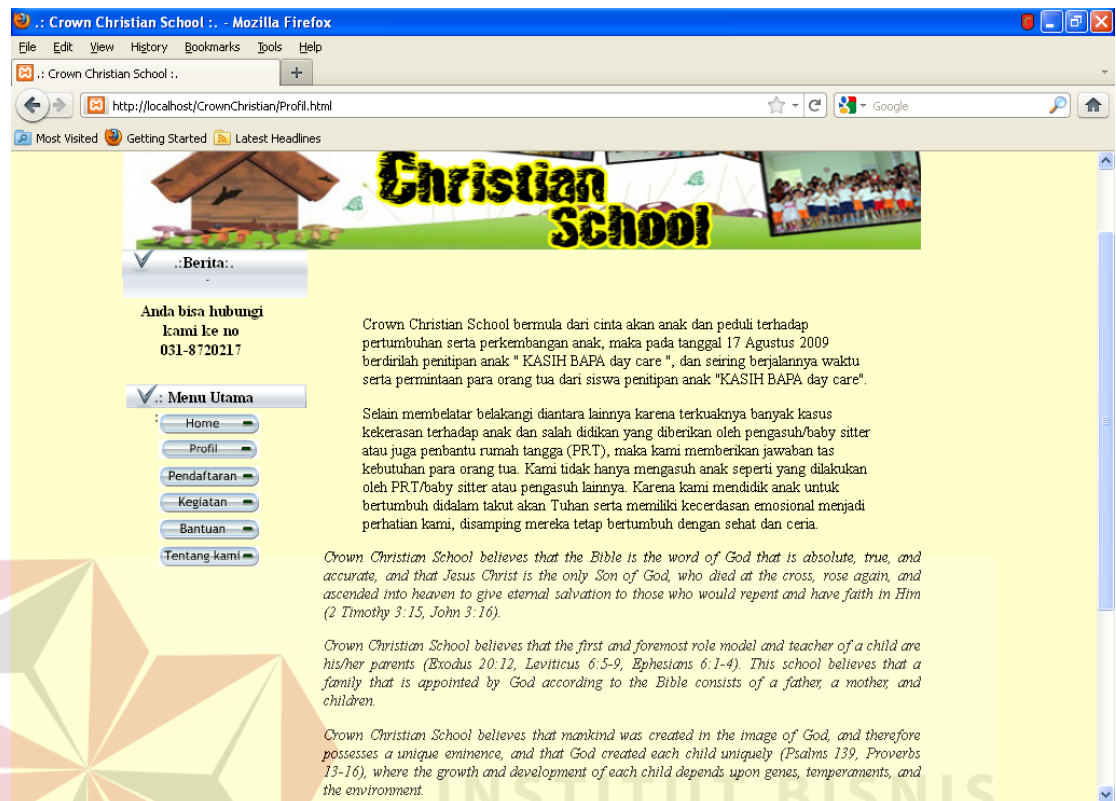 .: Crown Christian School :. - Mozilla Firefox
File Edit View History Bookmarks Tools Help
.: Crown Christian School :.
http://localhost/CrownChristian/Profil.html
Google
Most Visited Getting Started Latest Headlines
Christian
School
.:Berita:.
.
Anda bisa hubungi
kami ke no
031-8720217
.: Menu Utama
:
Home
Profil
Pendaftaran
Kegiatan
Bantuan
Tentang kami
Crown Christian School bermula dari cinta akan anak dan peduli terhadap
pertumbuhan serta perkembangan anak, maka pada tanggal 17 Agustus 2009
berdirilah penitipan anak " KASIH BAPA day care ", dan seiring berjalannya waktu
serta permintaan para orang tua dari siswa penitipan anak "KASIH BAPA day care".
Selain membelatar belakangi diantara lainnya karena terkuaknya banyak kasus
kekerasan terhadap anak dan salah didikan yang diberikan oleh pengasuh/baby sitter
atau juga penbantu rumah tangga (PRT), maka kami memberikan jawaban tas
kebutuhan para orang tua. Kami tidak hanya mengasuh anak seperti yang dilakukan
oleh PRT/baby sitter atau pengasuh lainnya. Karena kami mendidik anak untuk
bertumbuh didalam takut akan Tuhan serta memiliki kecerdasan emosional menjadi
perhatian kami, disamping mereka tetap bertumbuh dengan sehat dan ceria.
Crown Christian School believes that the Bible is the word of God that is absolute, true, and
accurate, and that Jesus Christ is the only Son of God, who died at the cross, rose again, and
ascended into heaven to give eternal salvation to those who would repent and have faith in Him
(2 Timothy 3:15, John 3:16).
Crown Christian School believes that the first and foremost role model and teacher of a child are
his/her parents (Exodus 20:12, Leviticus 6:5-9, Ephesians 6:1-4). This school believes that a
family that is appointed by God according to the Bible consists of a father, a mother, and
children.
Crown Christian School believes that mankind was created in the image of God, and therefore
possesses a unique eminence, and that God created each child uniquely (Psalms 139, Proverbs
13-16), where the growth and development of each child depends upon genes, temperaments, and
the environment.
INSTITUT BISNIS